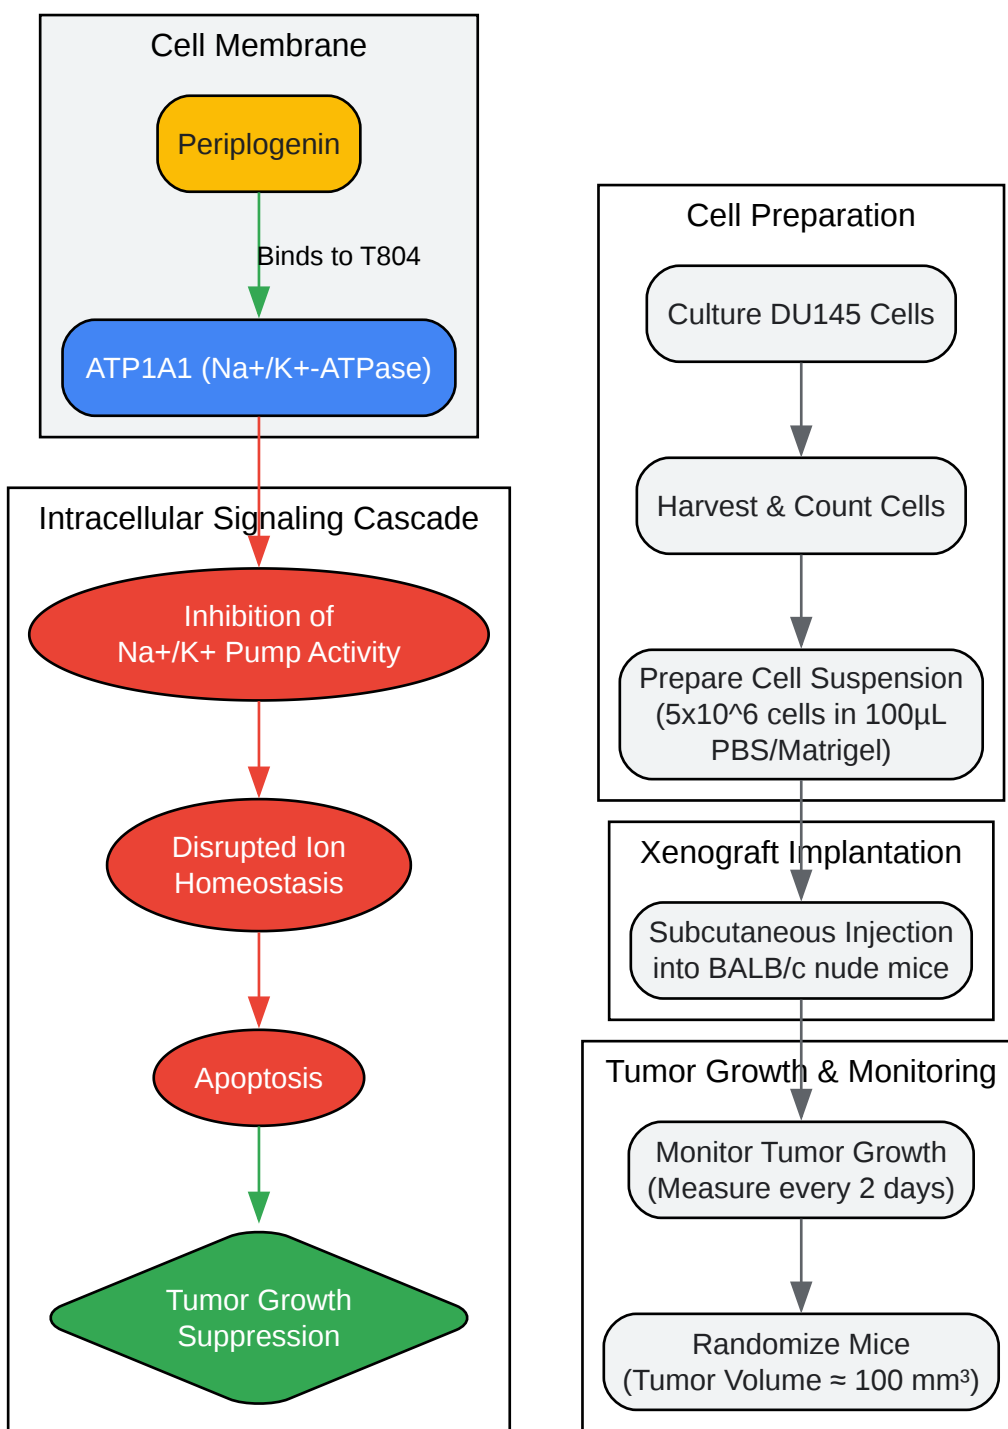 Cell Membrane
Periplogenin
Binds to T804
ATP1A1 (Na+/K+-ATPase)
Intracellular Signaling Cascade
Inhibition of
Na+/K+ Pump Activity
Disrupted Ion
Homeostasis
Apoptosis
Tumor Growth
Suppression
Cell Preparation
Culture DU145 Cells
Harvest & Count Cells
Prepare Cell Suspension
(5x10^6 cells in 100µL
PBS/Matrigel)
Xenograft Implantation
Subcutaneous Injection
into BALB/c nude mice
Tumor Growth & Monitoring
Monitor Tumor Growth
(Measure every 2 days)
Randomize Mice
(Tumor Volume ≈ 100 mm³)